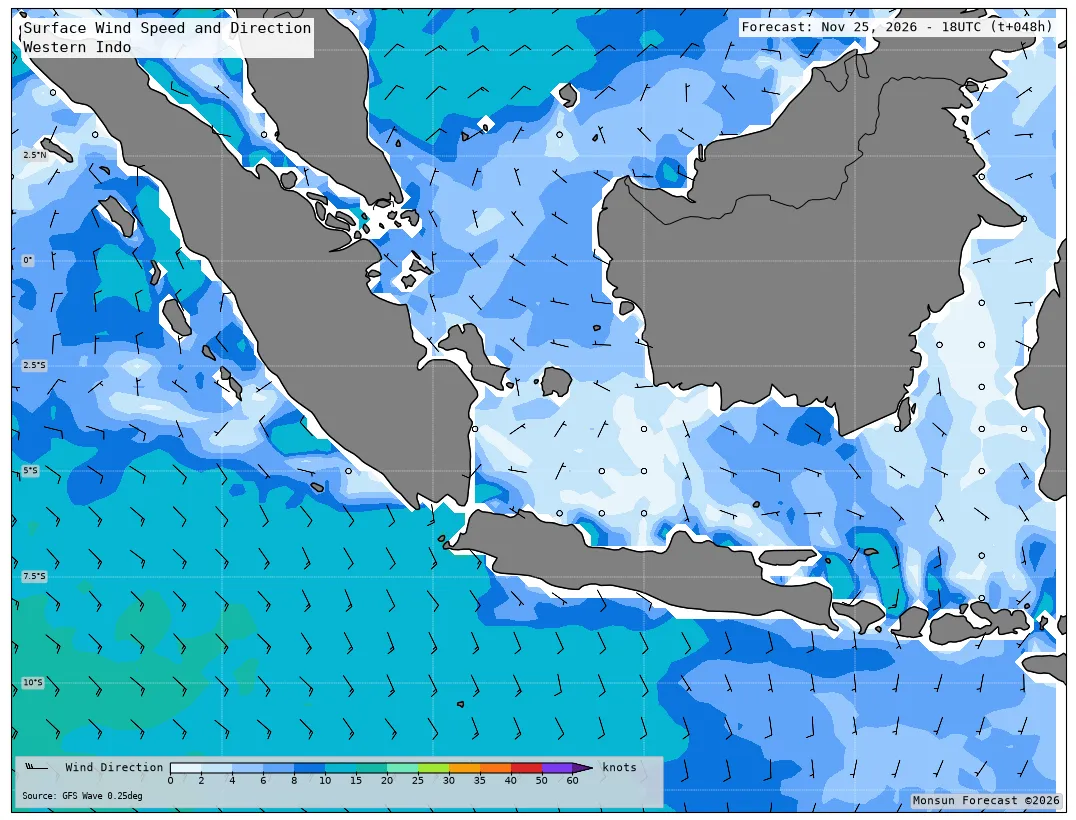 Surface Wind Speed and Direction
Western Indo
Forecast: Nov 25, 2026 - 18UTC (t+048h)
2.5°N
0°
2.5°S
5°S
7.5°S
10°S
Wind Direction
0 2 4 6 8 10 15 20 25 30 35 40 50 60
knots
Source: GFS Wave 0.25deg
Monsun Forecast ©2026